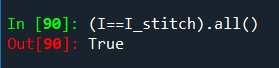 In [90]: (I==I_stitch).all()
Out[90]: True